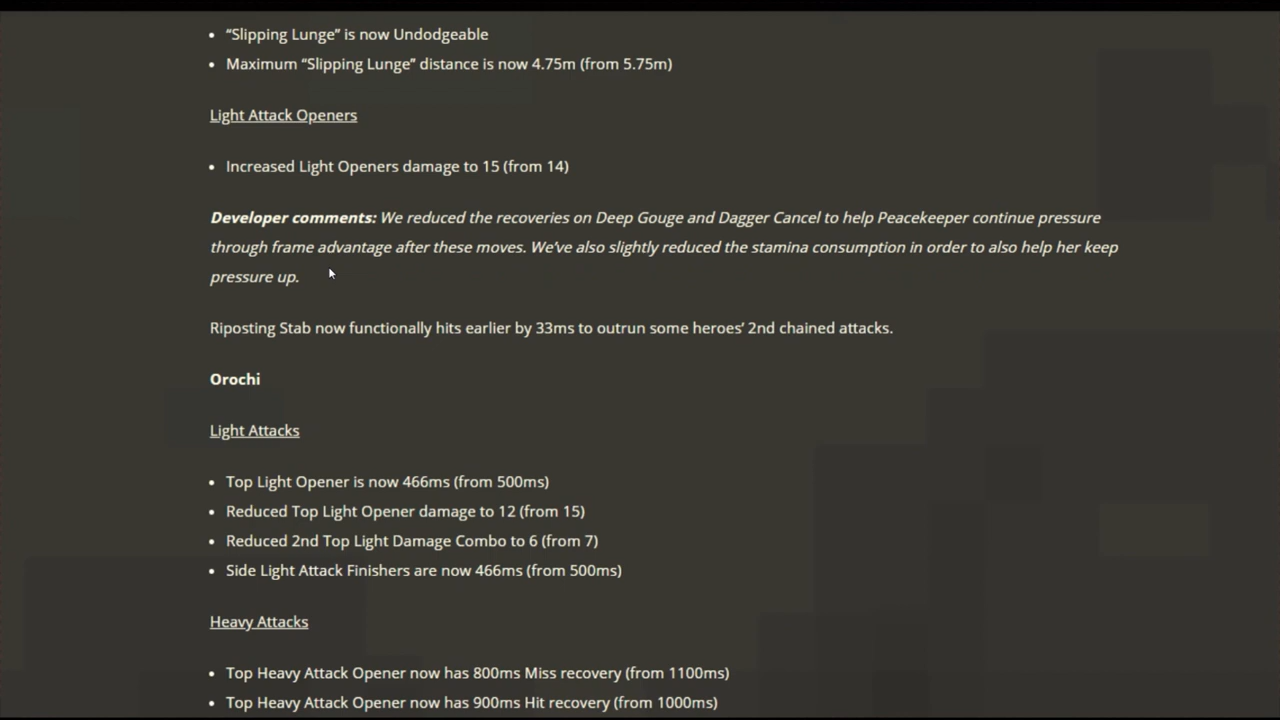 • “Slipping Lunge” is now Undodgeable
• Maximum “Slipping Lunge” distance is now 4.75m (from 5.75m)
Light Attack Openers
• Increased Light Openers damage to 15 (from 14)
Developer comments: We reduced the recoveries on Deep Gouge and Dagger Cancel to help Peacekeeper continue pressure
through frame advantage after these moves. We’ve also slightly reduced the stamina consumption in order to also help her keep
pressure up.
Riposting Stab now functionally hits earlier by 33ms to outrun some heroes’ 2nd chained attacks.
Orochi
Light Attacks
• Top Light Opener is now 466ms (from 500ms)
• Reduced Top Light Opener damage to 12 (from 15)
• Reduced 2nd Top Light Damage Combo to 6 (from 7)
• Side Light Attack Finishers are now 466ms (from 500ms)
Heavy Attacks
• Top Heavy Attack Opener now has 800ms Miss recovery (from 1100ms)
• Top Heavy Attack Opener now has 900ms Hit recovery (from 1000ms)